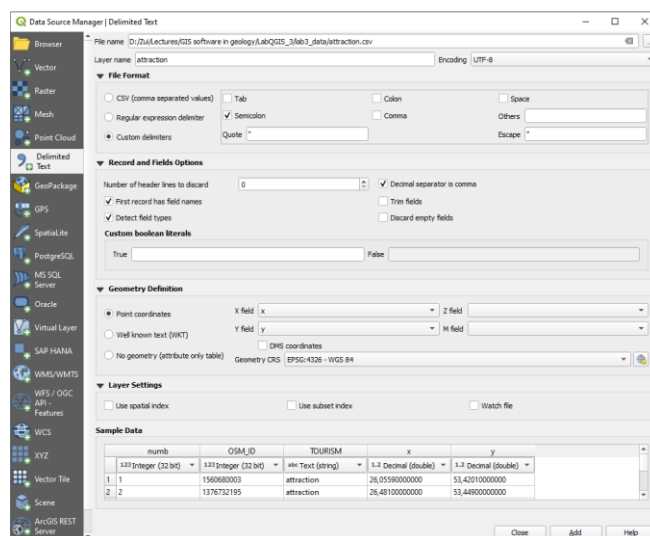 Data Source Manager | Delimited Text
Browser
Vector
Raster
Mesh
Point Cloud
Delimited Text
GeoPackage
GPS
SpatiaLite
PostgreSQL
MS SQL Server
Oracle
Virtual Layer
SAP HANA
WMS/WMTS
WFS / OGC API - Features
WCS
XYZ
Vector Tile
Scene
ArcGIS REST Server
File name D:/Zui/Lectures/GIS software in geology/LabQGIS_3/lab3_data/attraction.csv
Layer name attraction Encoding UTF-8
File Format
CSV (comma separated values) Tab Colon Space
Regular expression delimiter Semicolon Comma Others
Custom delimiters Quote " Escape "
Record and Fields Options
Number of header lines to discard 0 Decimal separator is comma
First record has field names Trim fields
Detect field types Discard empty fields
Custom boolean literals
True False
Geometry Definition
Point coordinates X field x Z field
Well known text (WKT) Y field y M field
DMS coordinates
No geometry (attribute only table) Geometry CRS EPSG:4326 - WGS 84
Layer Settings
Use spatial index Use subset index Watch file
Sample Data
numb OSM_ID TOURISM x y
123 Integer (32 bit) 123 Integer (32 bit) abc Text (string) 1.2 Decimal (double) 1.2 Decimal (double)
1 1 1560680003 attraction 26,05590000000 53,42010000000
2 2 1376732195 attraction 26,48100000000 53,44900000000
Close Add Help